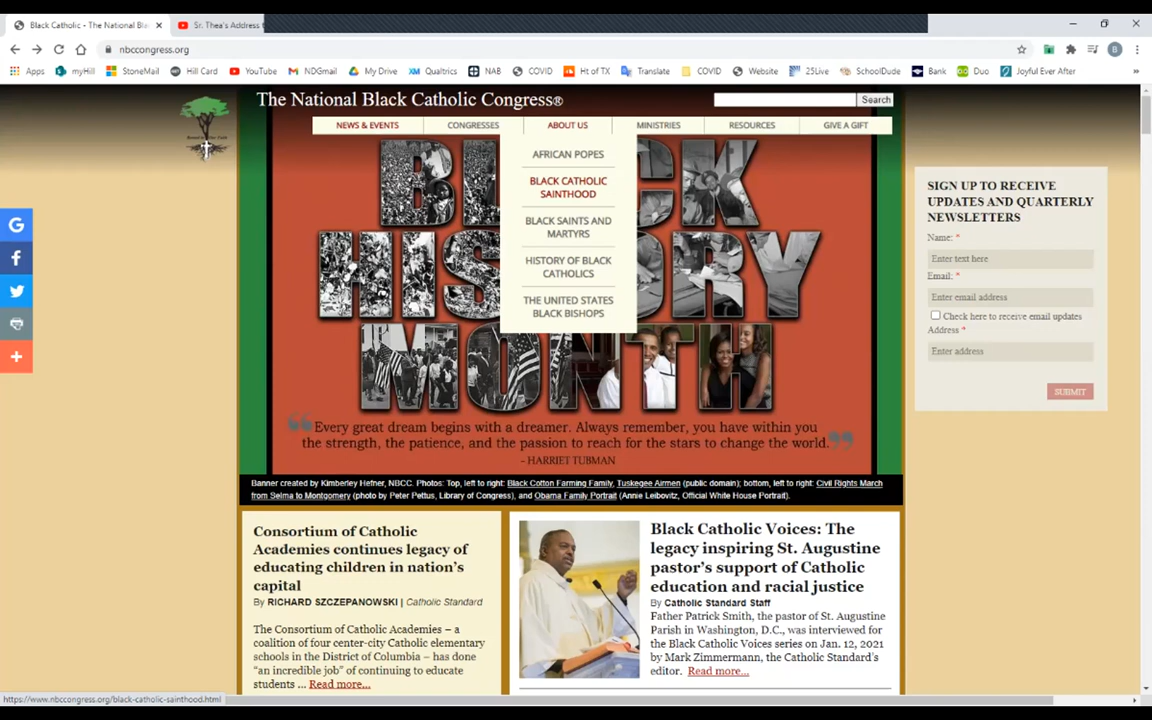 Black Catholic - The National Bla
Sr. Thea's Address t
nbccongress.org
Apps myHill StoneMail Hill Card YouTube NDGmail My Drive Qualtrics NAB COVID Ht of TX Translate COVID Website 25Live SchoolDude Bank Duo Joyful Ever After
The National Black Catholic Congress®
Search
NEWS & EVENTS CONGRESSES ABOUT US MINISTRIES RESOURCES GIVE A GIFT
AFRICAN POPES
BLACK CATHOLIC
SAINTHOOD
BLACK SAINTS AND
MARTYRS
HISTORY OF BLACK
CATHOLICS
THE UNITED STATES
BLACK BISHOPS
BLACK
HISTORY
MONTH
“Every great dream begins with a dreamer. Always remember, you have within you
the strength, the patience, and the passion to reach for the stars to change the world.”
– HARRIET TUBMAN
Banner created by Kimberley Hefner, NBCC. Photos: Top, left to right: Black Cotton Farming Family, Tuskegee Airmen (public domain); bottom, left to right: Civil Rights March
from Selma to Montgomery (photo by Peter Pettus, Library of Congress), and Obama Family Portrait (Annie Leibovitz, Official White House Portrait).
SIGN UP TO RECEIVE
UPDATES AND QUARTERLY
NEWSLETTERS
Name: *
Enter text here
Email: *
Enter email address
Check here to receive email updates
Address *
Enter address
SUBMIT
Consortium of Catholic
Academies continues legacy of
educating children in nation's
capital
By RICHARD SZCZEPANOWSKI | Catholic Standard
The Consortium of Catholic Academies – a
coalition of four center-city Catholic elementary
schools in the District of Columbia – has done
“an incredible job” of continuing to educate
students ... Read more...
Black Catholic Voices: The
legacy inspiring St. Augustine
pastor's support of Catholic
education and racial justice
By Catholic Standard Staff
Father Patrick Smith, the pastor of St. Augustine
Parish in Washington, D.C., was interviewed for
the Black Catholic Voices series on Jan. 12, 2021
by Mark Zimmermann, the Catholic Standard's
editor. Read more...
https://www.nbccongress.org/black-catholic-sainthood.html